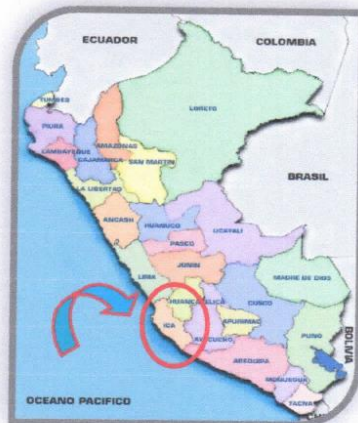 ECUADOR
COLOMBIA
TUMBES
LORETO
PIURA
AMAZONAS
LAMBAYEQUE
CAJAMARCA
SAN MARTIN
BRASIL
LA LIBERTAD
ANCASH
HUANUCO
UCAYALI
PASCO
LIMA
JUNIN
MADRE DE DIOS
CUSCO
ICA
APURIMAC
AYACUCHO
PUNO
BOLIVIA
AREQUIPA
MOQUEGUA
OCEANO PACIFICO
TACNA